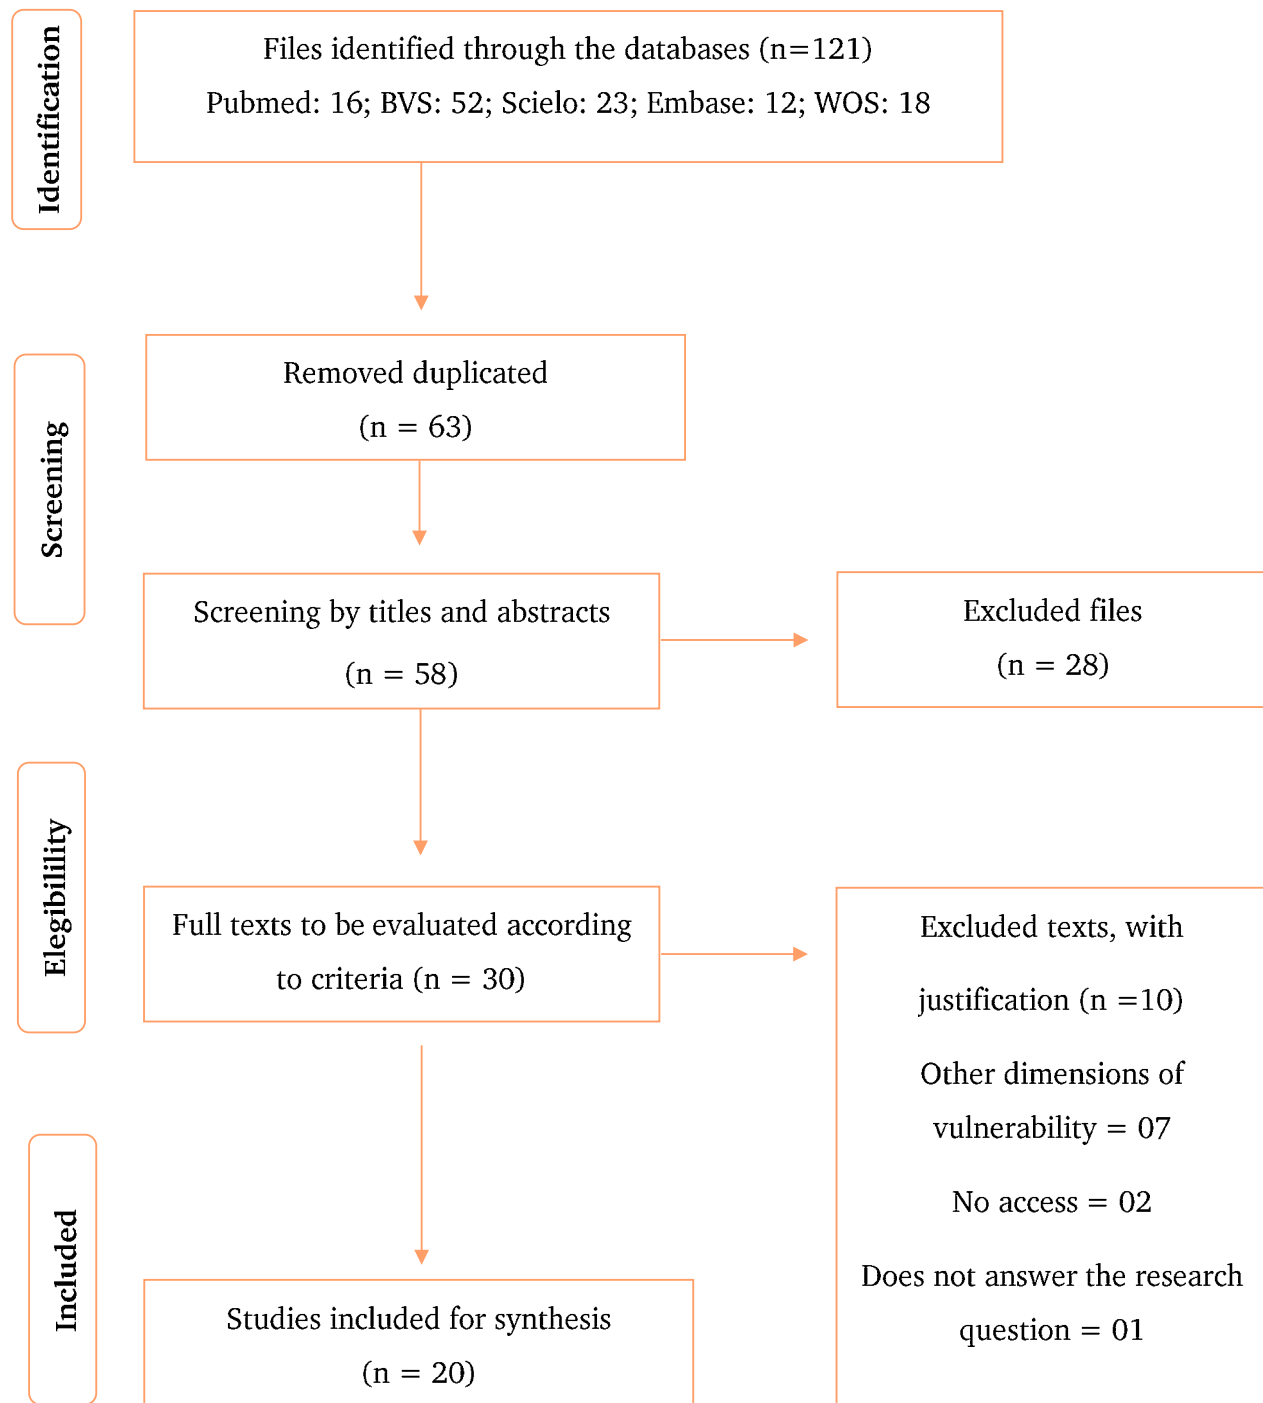 Identification
Files identified through the databases (n=121)
Pubmed: 16; BVS: 52; Scielo: 23; Embase: 12; WOS: 18
Screening
Removed duplicated
(n = 63)
Screening by titles and abstracts
(n = 58)
Excluded files
(n = 28)
Elegibility
Full texts to be evaluated according
to criteria (n = 30)
Excluded texts, with
justification (n =10)
Other dimensions of
vulnerability = 07
No access = 02
Does not answer the research
question = 01
Included
Studies included for synthesis
(n = 20)